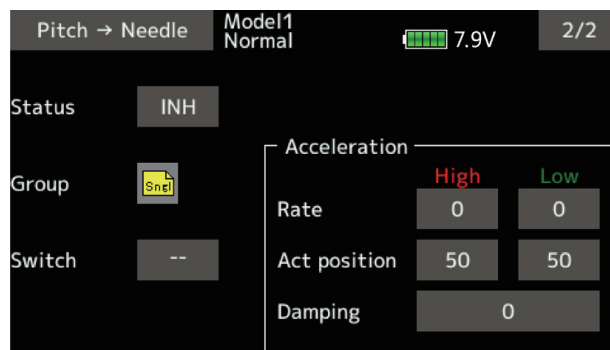 Pitch → Needle Model1 7.9V 2/2
Normal
Status INH
Acceleration
High Low
Group Sngl
Rate 0 0
Switch -- Act position 50 50
Damping 0